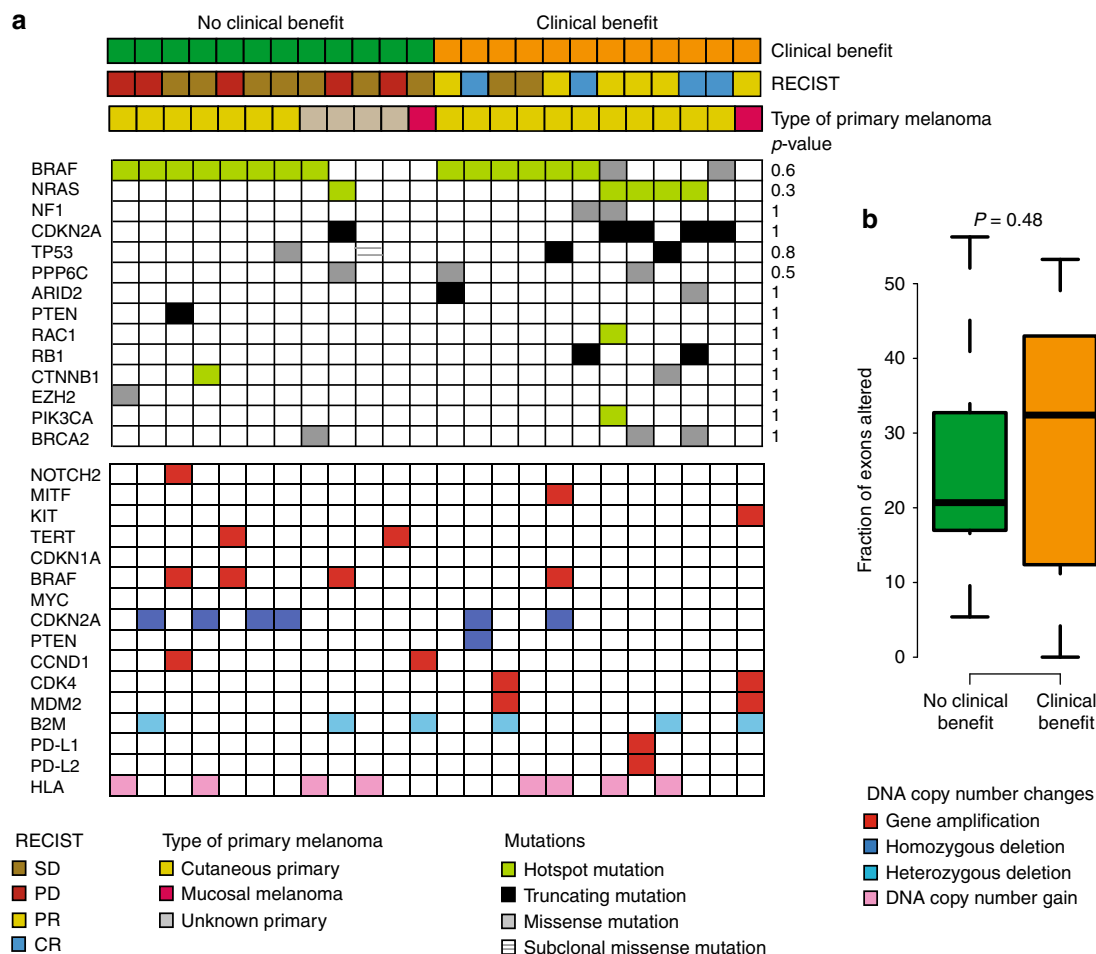 a
No clinical benefit
Clinical benefit
Clinical benefit
RECIST
Type of primary melanoma
p-value
BRAF 0.6
NRAS 0.3
NF1 1
CDKN2A 1
TP53 0.8
PPP6C 0.5
ARID2 1
PTEN 1
RAC1 1
RB1 1
CTNNB1 1
EZH2 1
PIK3CA 1
BRCA2 1
NOTCH2
MITF
KIT
TERT
CDKN1A
BRAF
MYC
CDKN2A
PTEN
CCND1
CDK4
MDM2
B2M
PD-L1
PD-L2
HLA
RECIST
SD
PD
PR
CR
Type of primary melanoma
Cutaneous primary
Mucosal melanoma
Unknown primary
Mutations
Hotspot mutation
Truncating mutation
Missense mutation
Subclonal missense mutation
b
P = 0.48
Fraction of exons altered
50
40
30
20
10
0
No clinical
benefit
Clinical
benefit
DNA copy number changes
Gene amplification
Homozygous deletion
Heterozygous deletion
DNA copy number gain